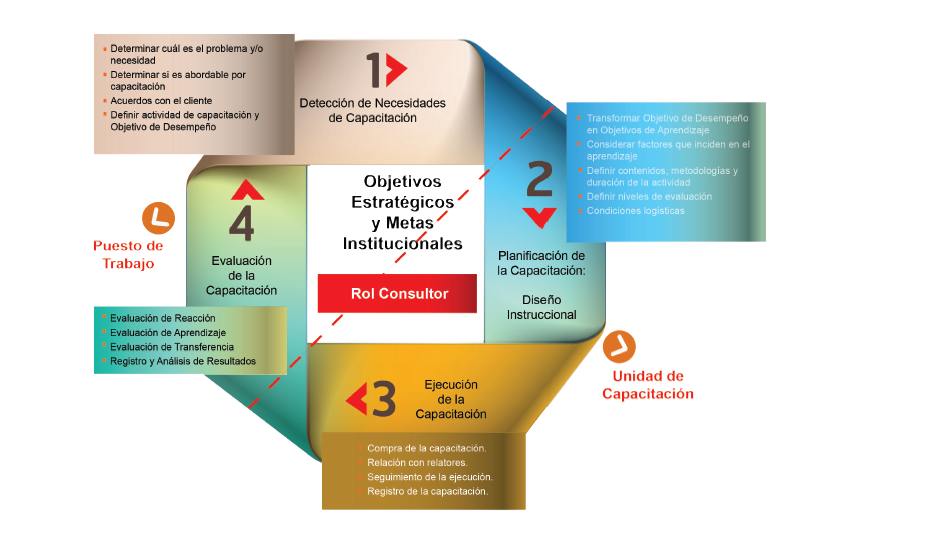 Determinar cuál es el problema y/o
necesidad
Determinar si es abordable por
capacitación
Acuerdos con el cliente
Definir actividad de capacitación y
Objetivo de Desempeño
1
Detección de Necesidades
de Capacitación
Transformar Objetivo de Desempeño
en Objetivos de Aprendizaje
Considerar factores que inciden en el
aprendizaje
Definir contenidos, metodologías y
duración de la actividad
Definir niveles de evaluación
Condiciones logísticas
2
Planificación de
la Capacitación:
Diseño
Instruccional
Objetivos
Estratégicos
y Metas
Institucionales
Rol Consultor
4
Evaluación
de la
Capacitación
Puesto de
Trabajo
Evaluación de Reacción
Evaluación de Aprendizaje
Evaluación de Transferencia
Registro y Análisis de Resultados
Unidad de
Capacitación
3
Ejecución
de la
Capacitación
Compra de la capacitación.
Relación con relatores.
Seguimiento de la ejecución.
Registro de la capacitación.